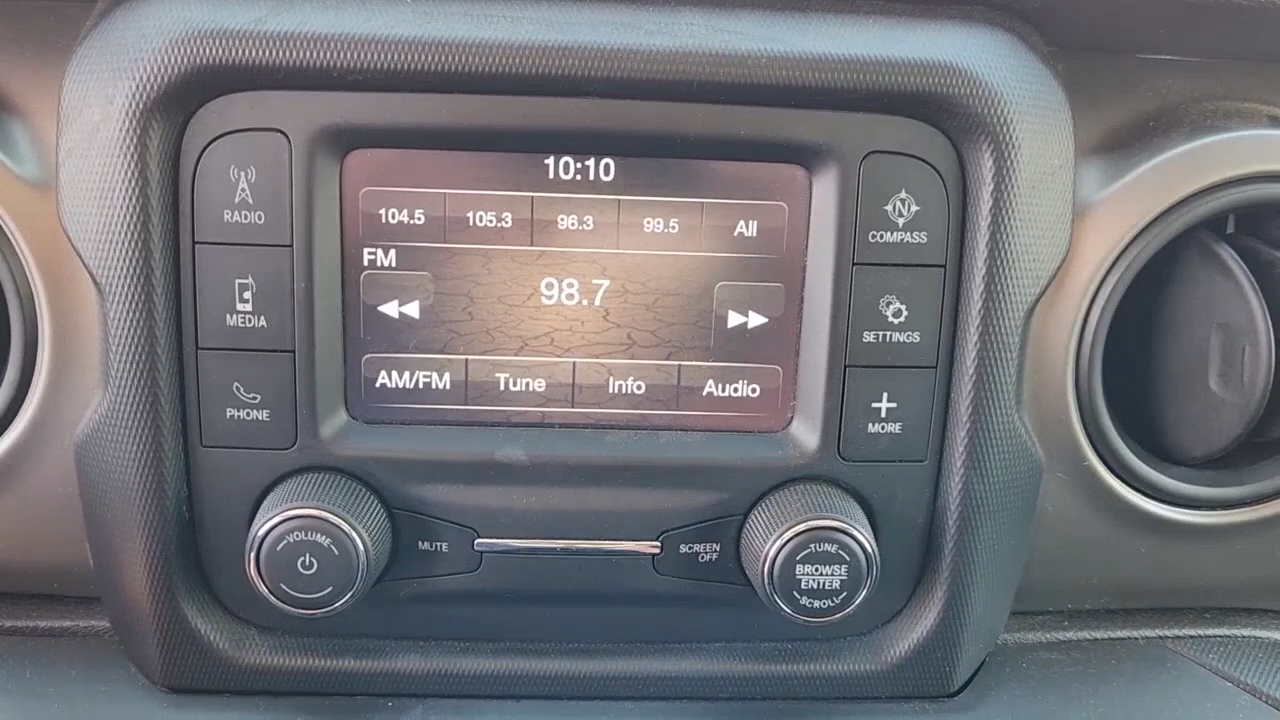 10:10
RADIO
104.5 105.3 96.3 99.5 All
N
COMPASS
FM
98.7
MEDIA
SETTINGS
AM/FM Tune Info Audio
PHONE
MORE
VOLUME
MUTE
SCREEN
OFF
TUNE
BROWSE
ENTER
SCROLL